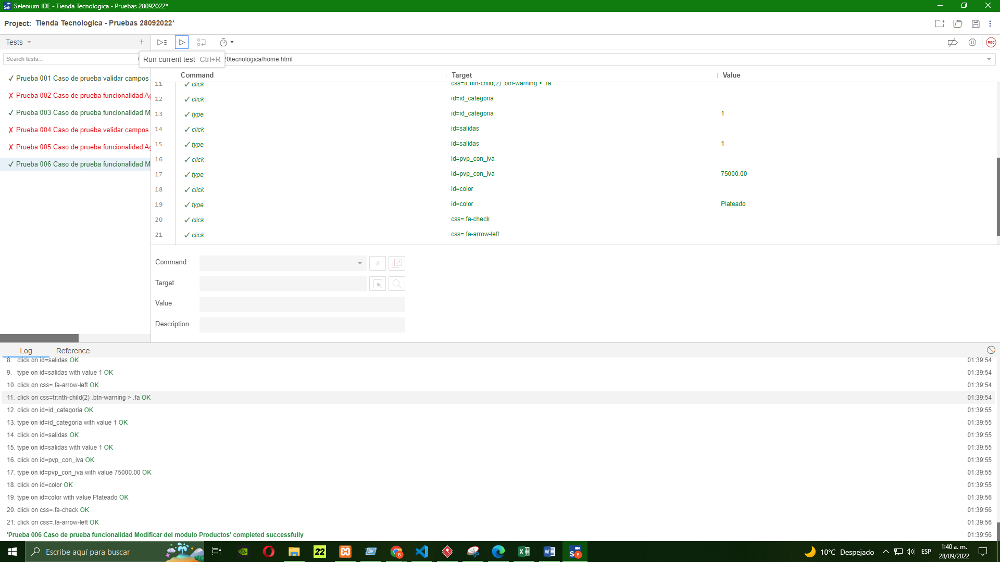 Selenium IDE - Tienda Tecnologica - Pruebas 28092022*
Project: Tienda Tecnologica - Pruebas 28092022*
Tests
Search tests...
Run current test Ctrl+R
20tecnologica/home.html
REC
✓ Prueba 001 Caso de prueba validar campos
✗ Prueba 002 Caso de prueba funcionalidad Ag
✓ Prueba 003 Caso de prueba funcionalidad M
✗ Prueba 004 Caso de prueba validar campos
✗ Prueba 005 Caso de prueba funcionalidad Ag
✓ Prueba 006 Caso de prueba funcionalidad M
Command Target Value
11 ✓ click css=tr:nth-child(2) .btn-warning > .fa
12 ✓ click id=id_categoria
13 ✓ type id=id_categoria 1
14 ✓ click id=salidas
15 ✓ type id=salidas 1
16 ✓ click id=pvp_con_iva
17 ✓ type id=pvp_con_iva 75000.00
18 ✓ click id=color
19 ✓ type id=color Plateado
20 ✓ click css=.fa-check
21 ✓ click css=.fa-arrow-left
Command //
Target
Value
Description
Log Reference
8. click on id=salidas OK 01:39:54
9. type on id=salidas with value 1 OK 01:39:54
10. click on css=.fa-arrow-left OK 01:39:54
11. click on css=tr:nth-child(2) .btn-warning > .fa OK 01:39:54
12. click on id=id_categoria OK 01:39:55
13. type on id=id_categoria with value 1 OK 01:39:55
14. click on id=salidas OK 01:39:55
15. type on id=salidas with value 1 OK 01:39:55
16. click on id=pvp_con_iva OK 01:39:55
17. type on id=pvp_con_iva with value 75000.00 OK 01:39:55
18. click on id=color OK 01:39:55
19. type on id=color with value Plateado OK 01:39:56
20. click on css=.fa-check OK 01:39:56
21. click on css=.fa-arrow-left OK 01:39:56
'Prueba 006 Caso de prueba funcionalidad Modificar del modulo Productos' completed successfully 01:39:56
Escribe aquí para buscar
22
10°C Despejado
ESP
1:40 a. m.
28/09/2022